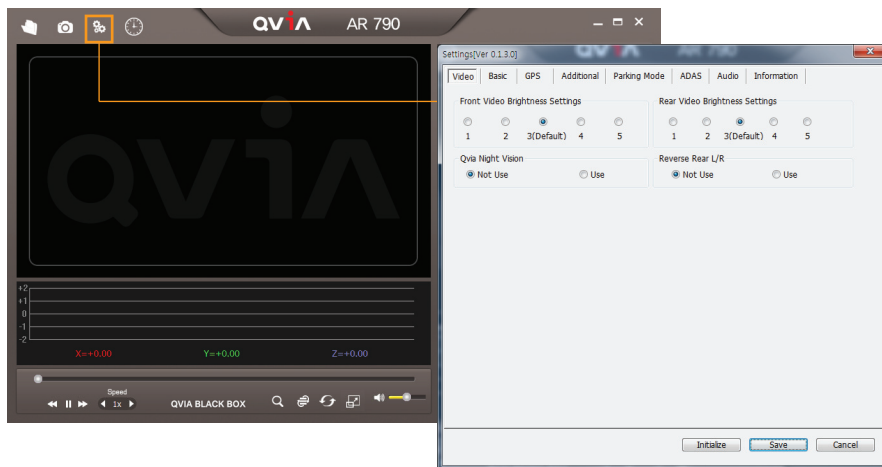 QVIA AR 790
QVIA
+2
+1
0
-1
-2
X=+0.00 Y=+0.00 Z=+0.00
Speed
1x
QVIA BLACK BOX
Settings[Ver 0.1.3.0]
Video Basic GPS Additional Parking Mode ADAS Audio Information
Front Video Brightness Settings
1 2 3(Default) 4 5
Rear Video Brightness Settings
1 2 3(Default) 4 5
Qvia Night Vision
Not Use Use
Reverse Rear L/R
Not Use Use
Initialize Save Cancel